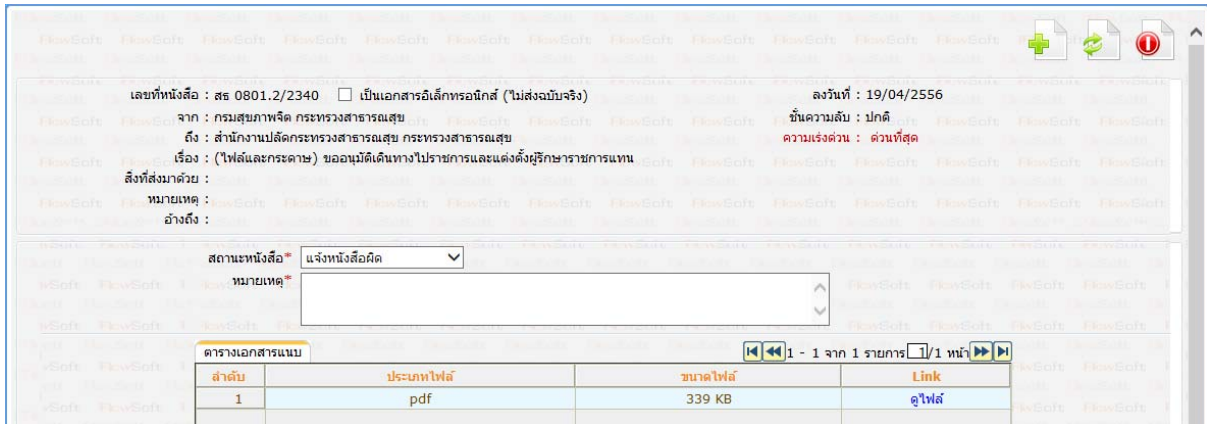 เลขที่หนังสือ : สธ 0801.2/2340 เป็นเอกสารอิเล็กทรอนิกส์ (ไม่ส่งฉบับจริง) ลงวันที่ : 19/04/2556
จาก : กรมสุขภาพจิต กระทรวงสาธารณสุข ชั้นความลับ : ปกติ
ถึง : สำนักงานปลัดกระทรวงสาธารณสุข กระทรวงสาธารณสุข ความเร่งด่วน : ด่วนที่สุด
เรื่อง : (ไฟล์และกระดาษ) ขออนุมัติเดินทางไปราชการและแต่งตั้งผู้รักษาราชการแทน
สิ่งที่ส่งมาด้วย :
หมายเหตุ :
อ้างถึง :
สถานะหนังสือ* แจ้งหนังสือผิด
หมายเหตุ*
ตารางเอกสารแนบ 1 - 1 จาก 1 รายการ 1/1 หน้า
ลำดับ ประเภทไฟล์ ขนาดไฟล์ Link
1 pdf 339 KB ดูไฟล์